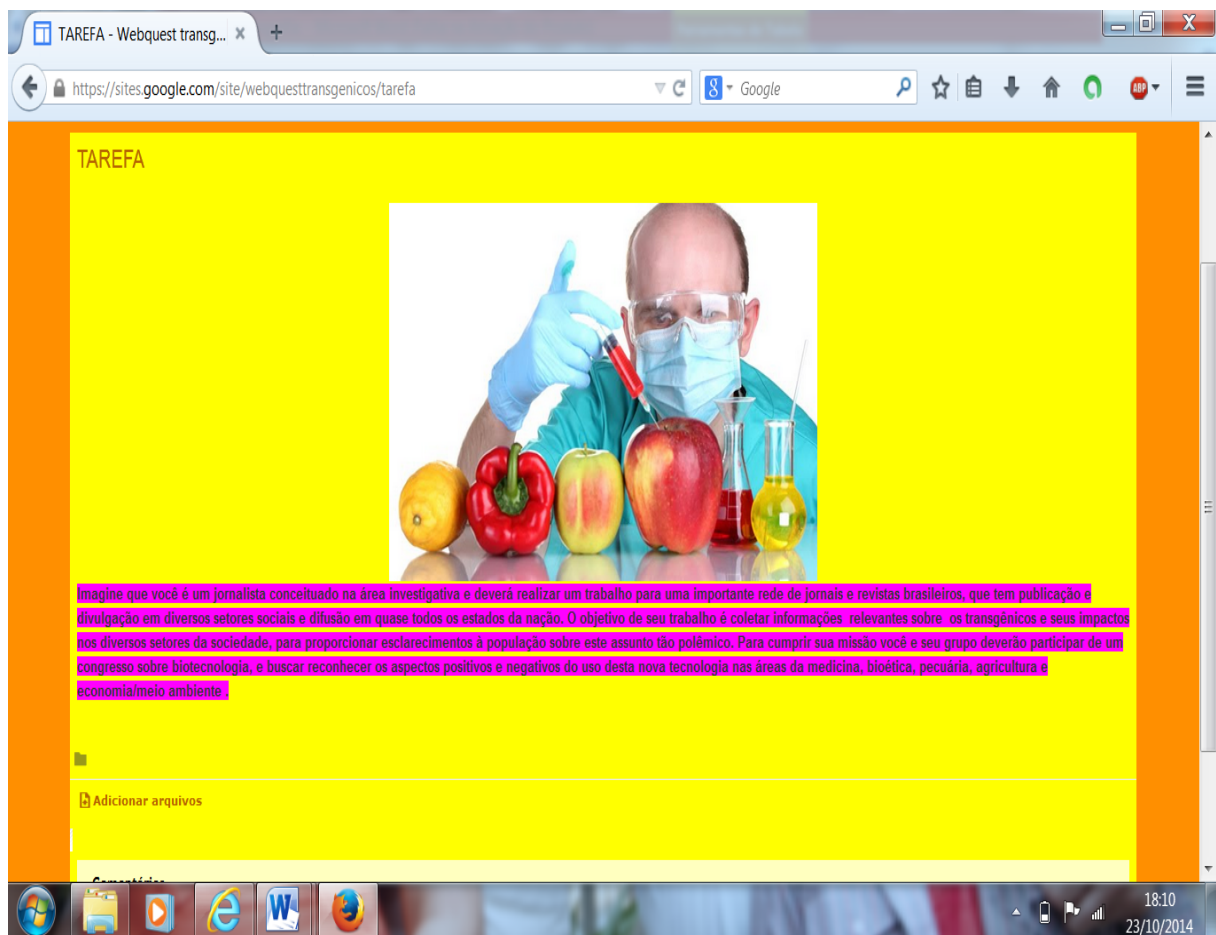 TAREFA - Webquest transg...
https://sites.google.com/site/webquesttransgenicos/tarefa
8
Google
ABP
TAREFA
Imagine que você é um jornalista conceituado na área investigativa e deverá realizar um trabalho para uma importante rede de jornais e revistas brasileiros, que tem publicação e
divulgação em diversos setores sociais e difusão em quase todos os estados da nação. O objetivo de seu trabalho é coletar informações relevantes sobre os transgênicos e seus impactos
nos diversos setores da sociedade, para proporcionar esclarecimentos à população sobre este assunto tão polêmico. Para cumprir sua missão você e seu grupo deverão participar de um
congresso sobre biotecnologia, e buscar reconhecer os aspectos positivos e negativos do uso desta nova tecnologia nas áreas da medicina, bioética, pecuária, agricultura e
economia/meio ambiente .
Adicionar arquivos
Comentários
W
18:10
23/10/2014